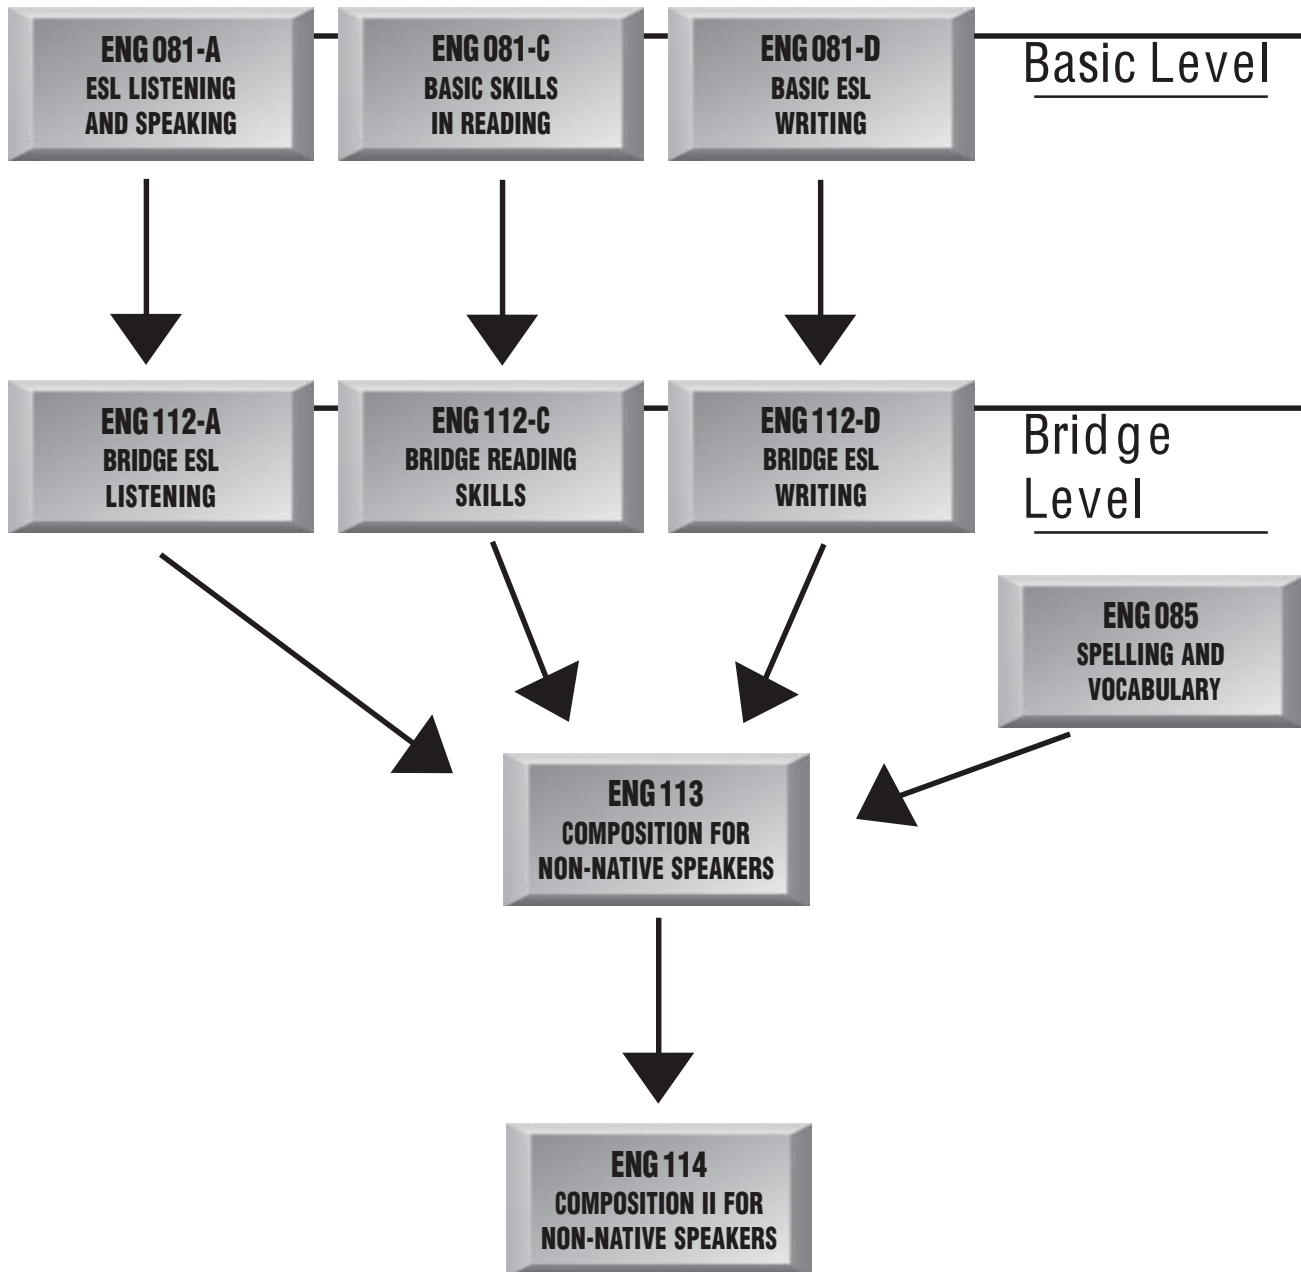 ENG 081-A
ESL LISTENING
AND SPEAKING
ENG 081-C
BASIC SKILLS
IN READING
ENG 081-D
BASIC ESL
WRITING
Basic Level
ENG 112-A
BRIDGE ESL
LISTENING
ENG 112-C
BRIDGE READING
SKILLS
ENG 112-D
BRIDGE ESL
WRITING
Bridge
Level
ENG 085
SPELLING AND
VOCABULARY
ENG 113
COMPOSITION FOR
NON-NATIVE SPEAKERS
ENG 114
COMPOSITION II FOR
NON-NATIVE SPEAKERS